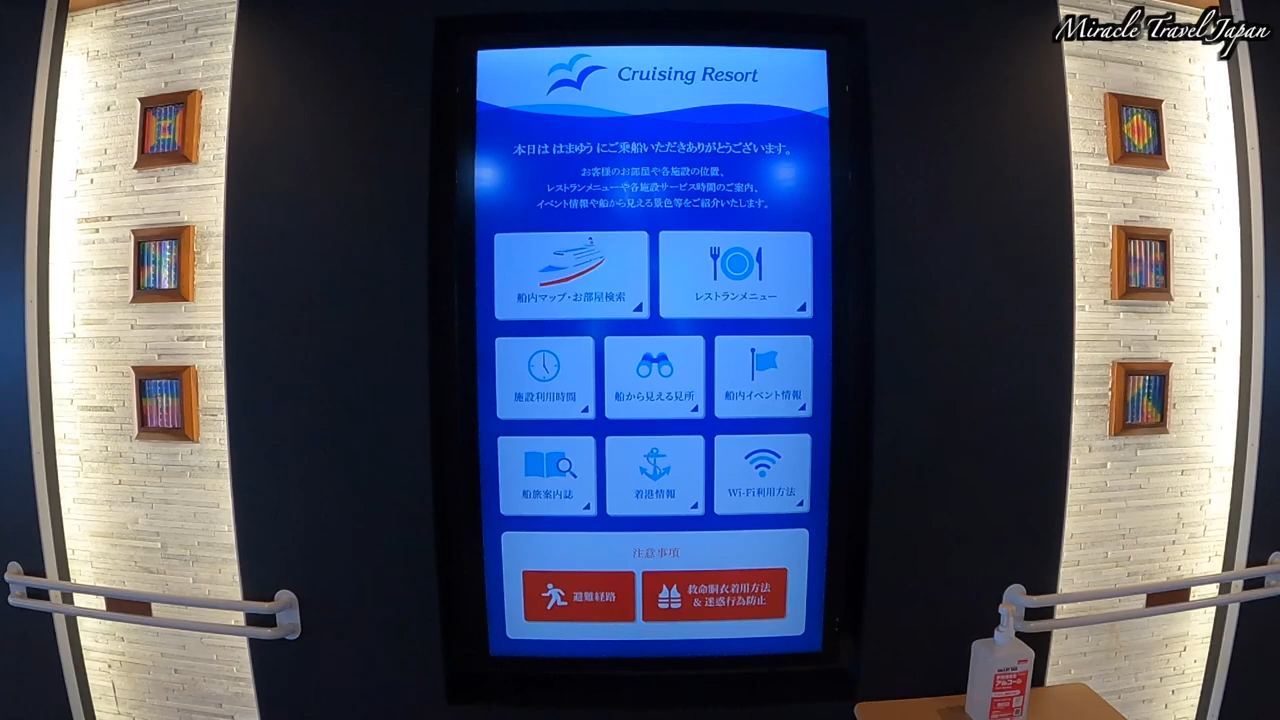 Miracle Travel Japan
Cruising Resort
本日は はまゆう にご乗船いただきありがとうございます。
お客様のお部屋や各施設の位置、
レストランメニューや各施設サービス時間のご案内、
イベント情報や船から見える景色等をご紹介いたします。
船内マップ・お部屋検索
レストランメニュー
施設利用時間
船から見える見所
船内イベント情報
船旅案内誌
着港情報
Wi-Fi利用方法
注意事項
避難経路
救命胴衣着用方法
& 迷惑行為防止
アルコール